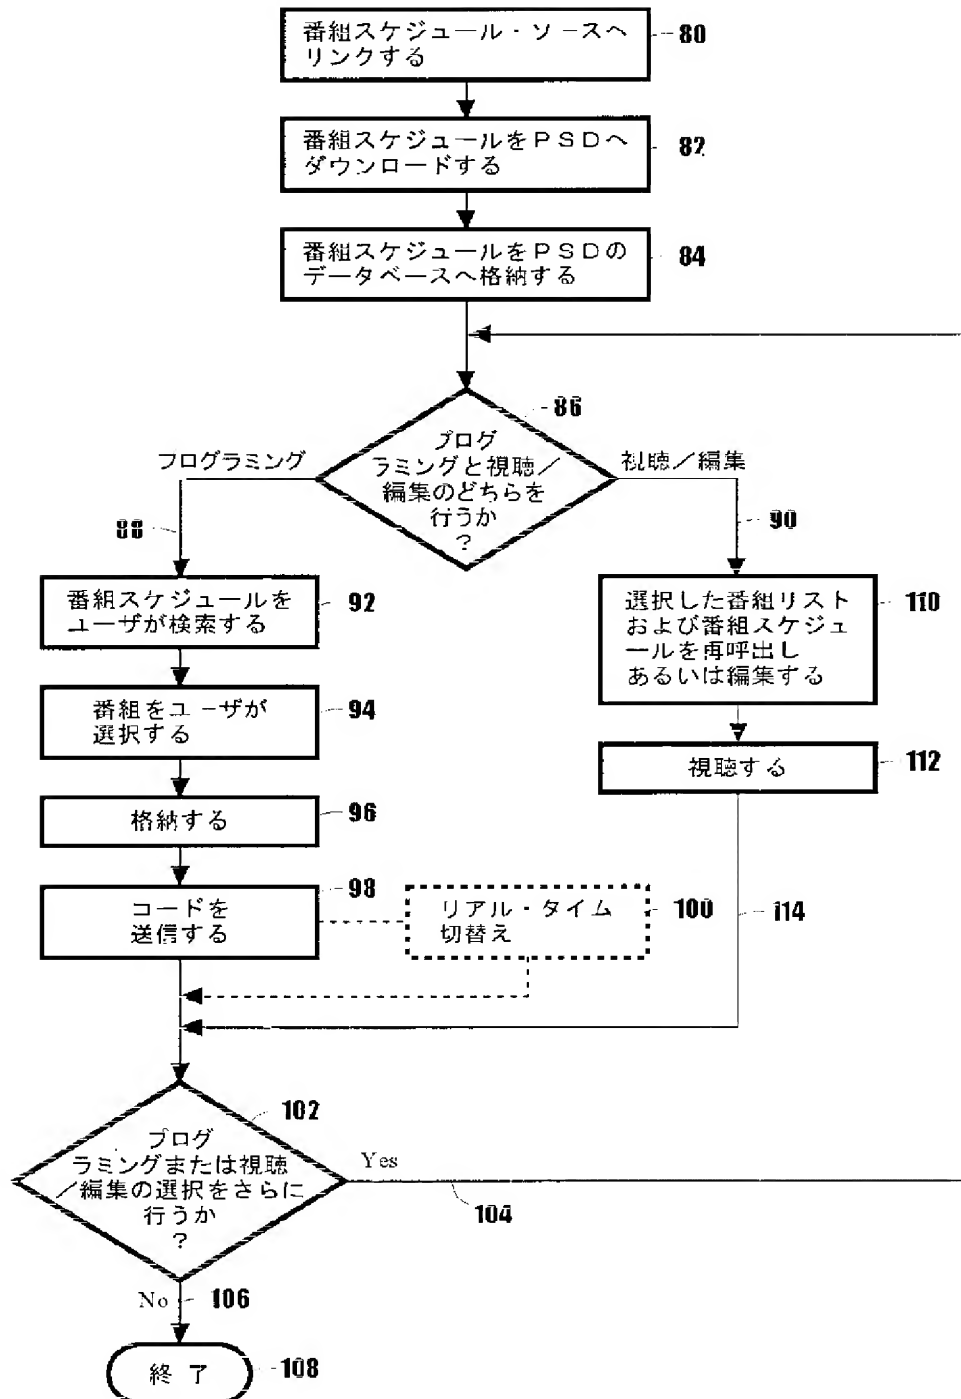 番組スケジュール・ソースへ
リンクする
80
番組スケジュールをPSDへ
ダウンロードする
82
番組スケジュールをPSDの
データベースへ格納する
84
86
プログ
ラミングと視聴/
編集のどちらを
行うか
?
フログラミング
視聴/編集
88
90
番組スケジュールを
ユーザが検索する
92
選択した番組リスト
および番組スケジュ
ールを再呼出し
あるいは編集する
110
番組をユーザが
選択する
94
視聴する
112
格納する
96
コードを
送信する
98
リアル・タイム
切替え
100
114
102
プログ
ラミングまたは視聴
/編集の選択をさらに
行うか
?
Yes
104
No
106
終了
108